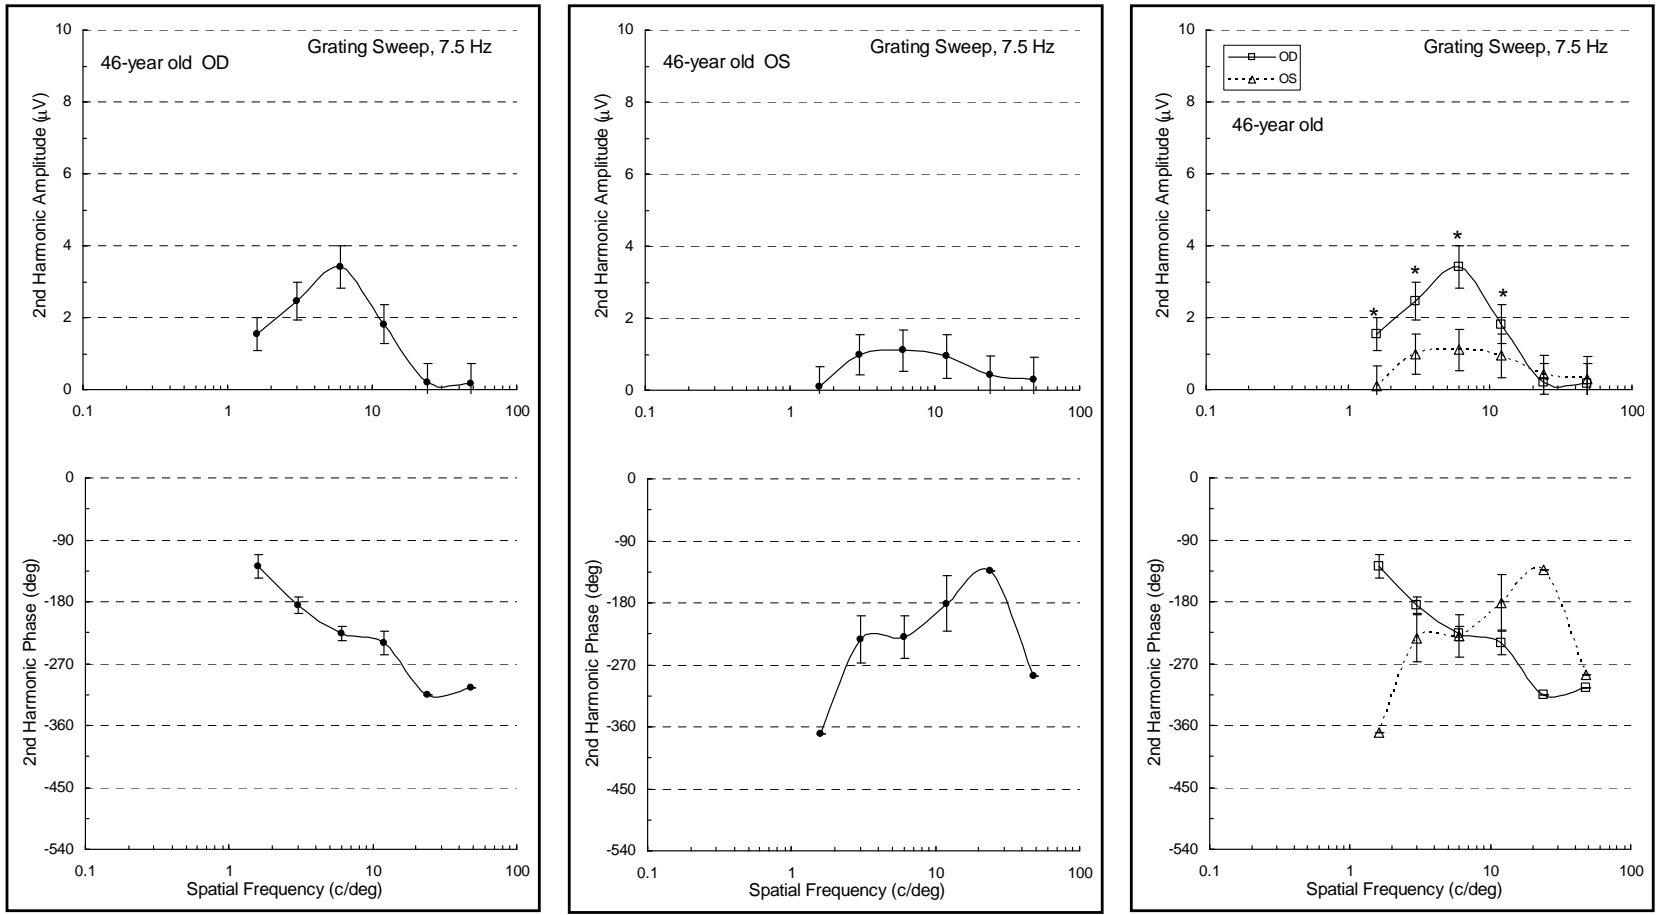 Grating Sweep, 7.5 Hz
46-year old OD
2nd Harmonic Amplitude (µV)
10
8
6
4
2
0
0.1 1 10 100
2nd Harmonic Phase (deg)
0
-90
-180
-270
-360
-450
-540
0.1 1 10 100
Spatial Frequency (c/deg)
Grating Sweep, 7.5 Hz
46-year old OS
2nd Harmonic Amplitude (µV)
10
8
6
4
2
0
0.1 1 10 100
2nd Harmonic Phase (deg)
0
-90
-180
-270
-360
-450
-540
0.1 1 10 100
Spatial Frequency (c/deg)
Grating Sweep, 7.5 Hz
OD
OS
46-year old
2nd Harmonic Amplitude (µV)
10
8
6
4
2
0
* * * *
0.1 1 10 100
2nd Harmonic Phase (deg)
0
-90
-180
-270
-360
-450
-540
0.1 1 10 100
Spatial Frequency (c/deg)